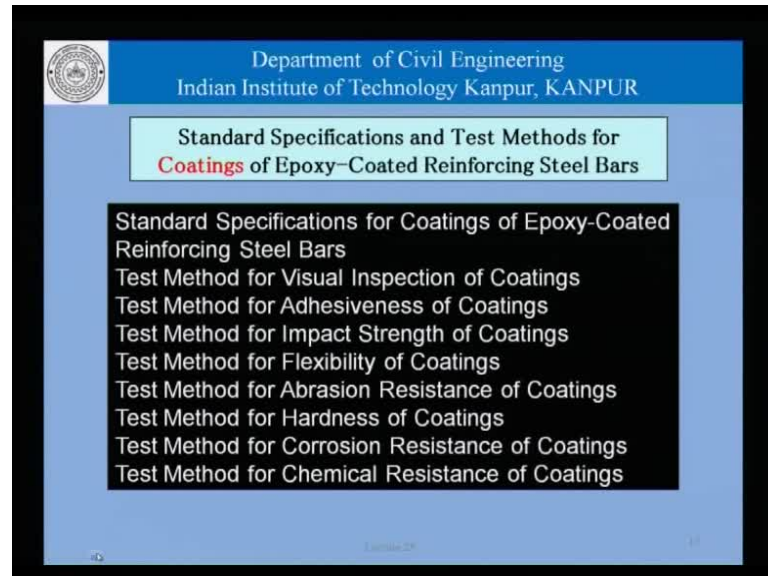 Department of Civil Engineering
Indian Institute of Technology Kanpur, KANPUR
Standard Specifications and Test Methods for
Coatings of Epoxy-Coated Reinforcing Steel Bars
Standard Specifications for Coatings of Epoxy-Coated
Reinforcing Steel Bars
Test Method for Visual Inspection of Coatings
Test Method for Adhesiveness of Coatings
Test Method for Impact Strength of Coatings
Test Method for Flexibility of Coatings
Test Method for Abrasion Resistance of Coatings
Test Method for Hardness of Coatings
Test Method for Corrosion Resistance of Coatings
Test Method for Chemical Resistance of Coatings